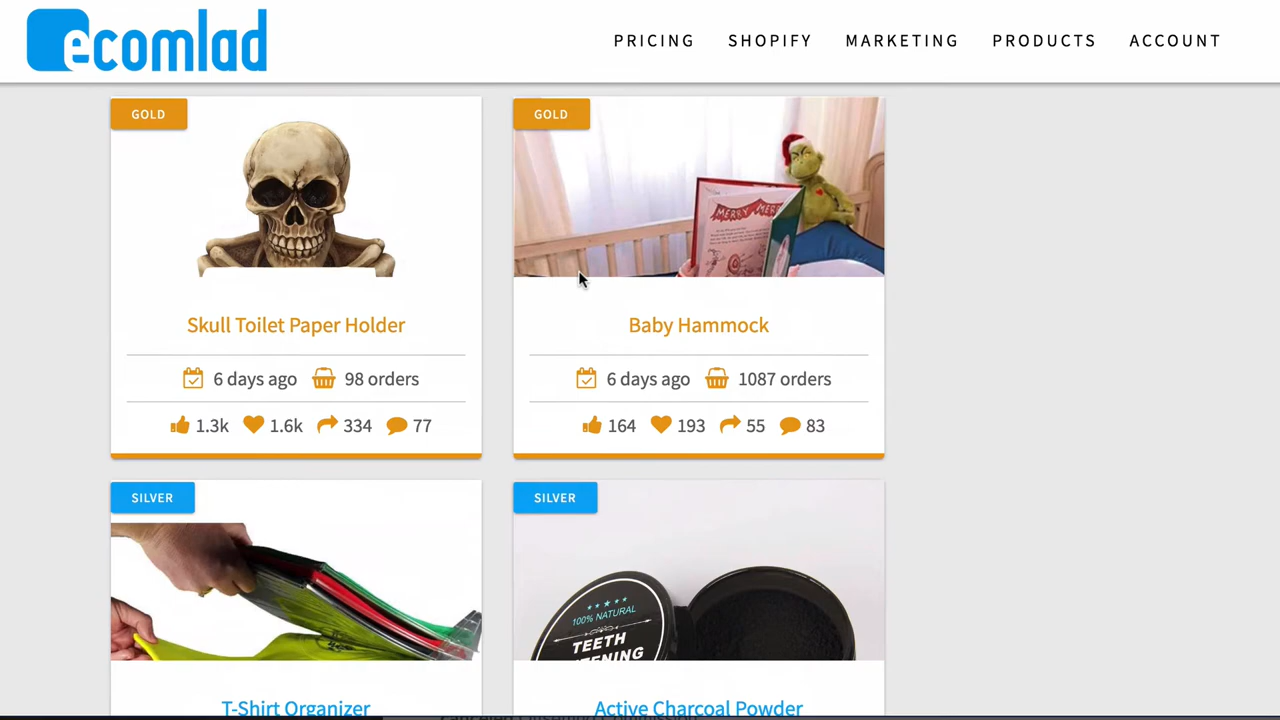 ecomlad
PRICING SHOPIFY MARKETING PRODUCTS ACCOUNT
GOLD
Skull Toilet Paper Holder
6 days ago 98 orders
1.3k 1.6k 334 77
GOLD
MERRY MERRY
Baby Hammock
6 days ago 1087 orders
164 193 55 83
SILVER
T-Shirt Organizer
SILVER
100% NATURAL
TEETH
Active Charcoal Powder